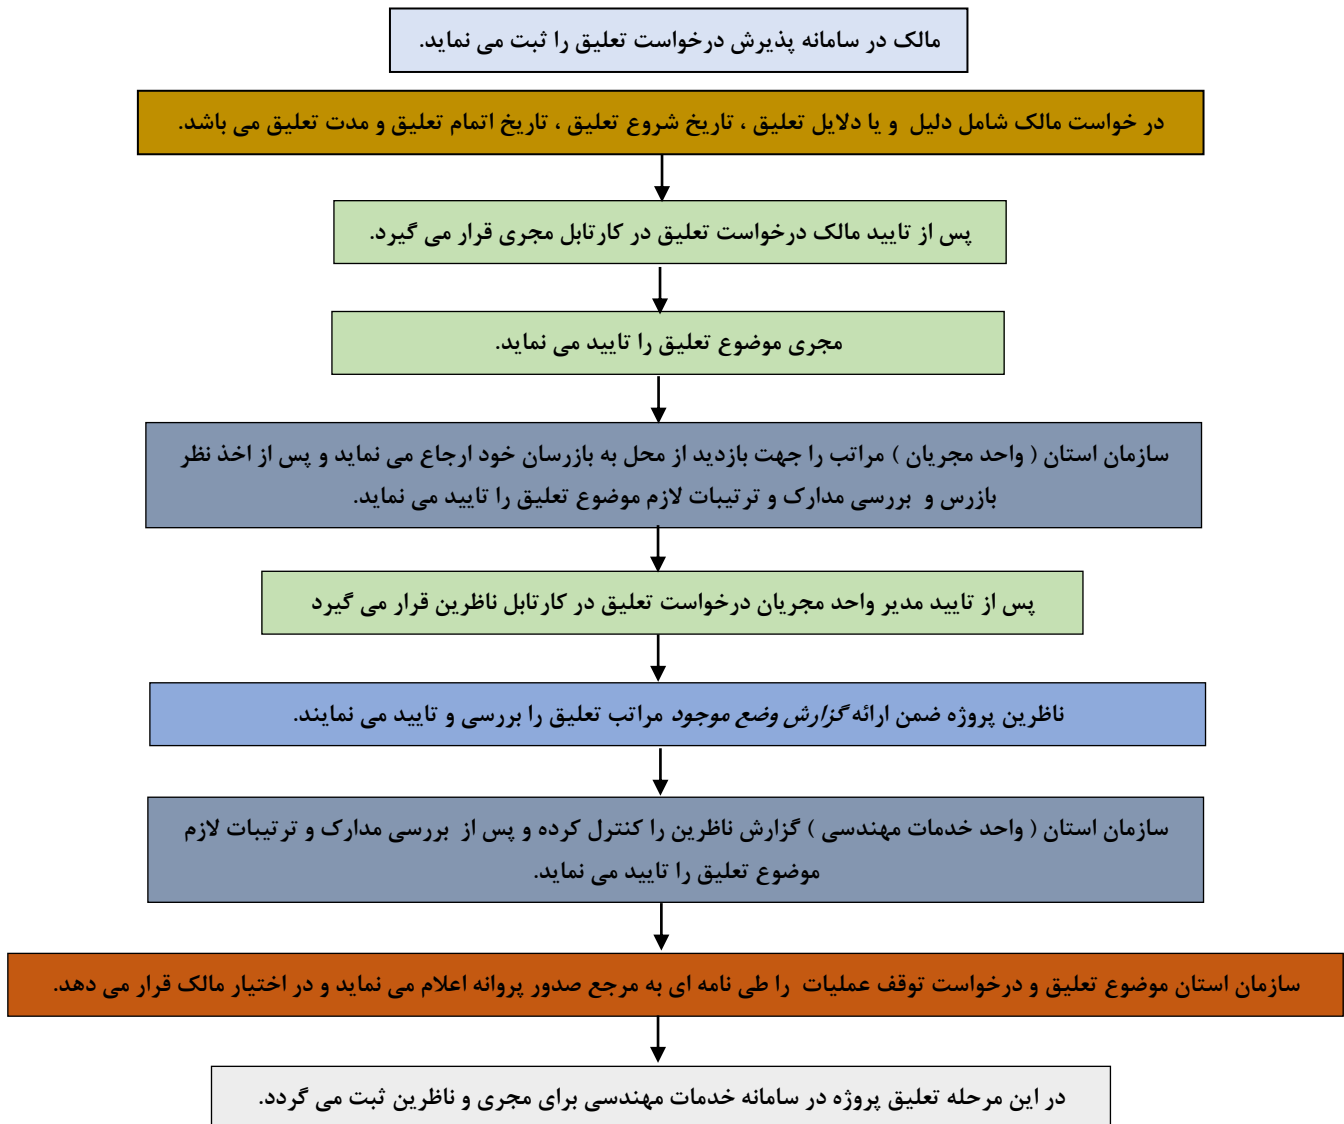 مالک در سامانه پذیرش درخواست تعلیق را ثبت می نماید.
در خواست مالک شامل دلیل و یا دلایل تعلیق ، تاریخ شروع تعلیق ، تاریخ اتمام تعلیق و مدت تعلیق می باشد.
پس از تایید مالک درخواست تعلیق در کارتابل مجری قرار می گیرد.
مجری موضوع تعلیق را تایید می نماید.
سازمان استان ( واحد مجریان ) مراتب را جهت بازدید از محل به بازرسان خود ارجاع می نماید و پس از اخذ نظر
بازرس و بررسی مدارک و ترتیبات لازم موضوع تعلیق را تایید می نماید.
پس از تایید مدیر واحد مجریان درخواست تعلیق در کارتابل ناظرین قرار می گیرد
ناظرین پروژه ضمن ارائه گزارش وضع موجود مراتب تعلیق را بررسی و تایید می نمایند.
سازمان استان ( واحد خدمات مهندسی ) گزارش ناظرین را کنترل کرده و پس از بررسی مدارک و ترتیبات لازم
موضوع تعلیق را تایید می نماید.
سازمان استان موضوع تعلیق و درخواست توقف عملیات را طی نامه ای به مرجع صدور پروانه اعلام می نماید و در اختیار مالک قرار می دهد.
در این مرحله تعلیق پروژه در سامانه خدمات مهندسی برای مجری و ناظرین ثبت می گردد.